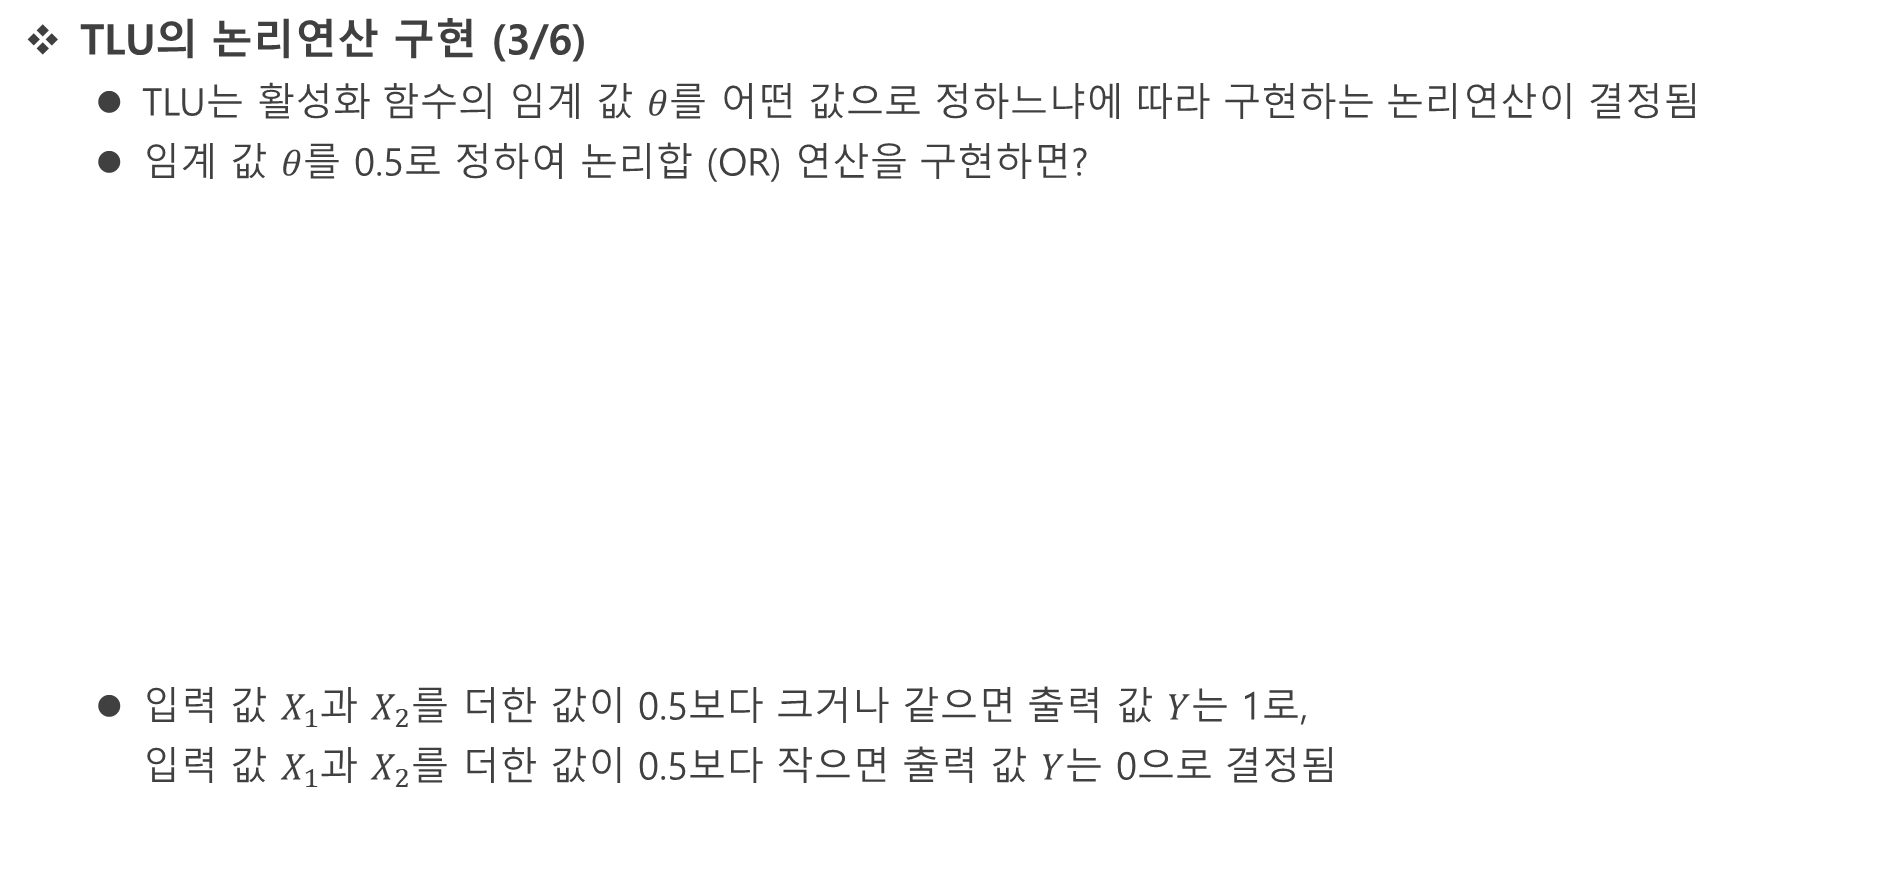 ❖ TLU의 논리연산 구현 (3/6)
● TLU는 활성화 함수의 임계 값 θ를 어떤 값으로 정하느냐에 따라 구현하는 논리연산이 결정됨
● 임계 값 θ를 0.5로 정하여 논리합 (OR) 연산을 구현하면?
● 입력 값 X₁과 X₂를 더한 값이 0.5보다 크거나 같으면 출력 값 Y는 1로,
입력 값 X₁과 X₂를 더한 값이 0.5보다 작으면 출력 값 Y는 0으로 결정됨